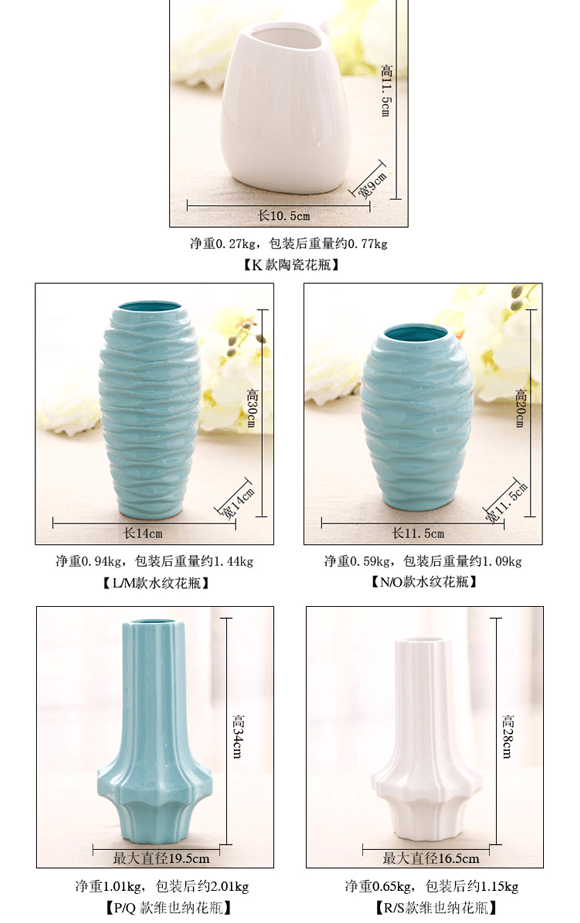 高11.5cm
宽9cm
长10.5cm
净重0.27kg，包装后重量约0.77kg
【K款陶瓷花瓶】
高30cm
宽14cm
长14cm
净重0.94kg，包装后重量约1.44kg
【L/M款水纹花瓶】
高20cm
宽11.5cm
长11.5cm
净重0.59kg，包装后重量约1.09kg
【N/O款水纹花瓶】
高34cm
最大直径19.5cm
净重1.01kg，包装后约2.01kg
【P/Q 款维也纳花瓶】
高28cm
最大直径16.5cm
净重0.65kg，包装后约1.15kg
【R/S款维也纳花瓶】